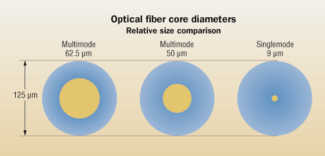 Optical fiber core diameters
Relative size comparison
Multimode
62.5 µm
Multimode
50 µm
Singlemode
9 µm
125 µm